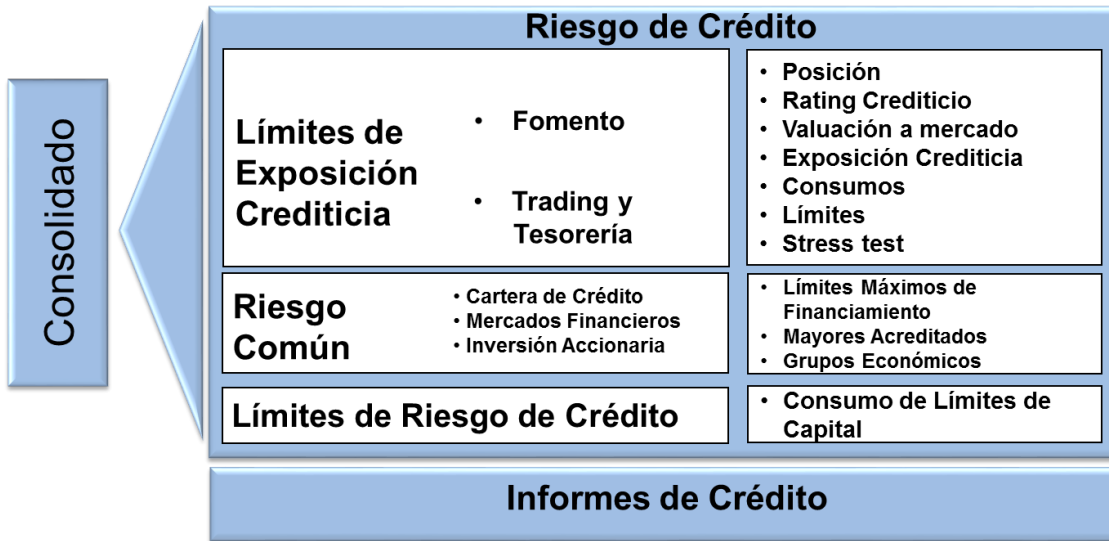 Riesgo de Crédito
Consolidado
Límites de
Exposición
Crediticia
• Fomento
• Trading y
Tesorería
• Posición
• Rating Crediticio
• Valuación a mercado
• Exposición Crediticia
• Consumos
• Límites
• Stress test
Riesgo
Común
• Cartera de Crédito
• Mercados Financieros
• Inversión Accionaria
• Límites Máximos de
Financiamiento
• Mayores Acreditados
• Grupos Económicos
Límites de Riesgo de Crédito
• Consumo de Límites de
Capital
Informes de Crédito